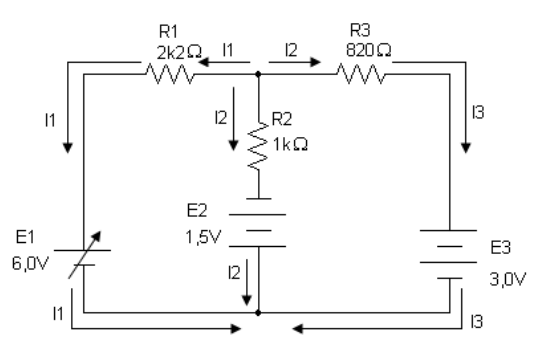 R1
2k2Ω
I1
I2
R3
820Ω
I1
I2
R2
1kΩ
I3
E2
1,5V
E1
6,0V
E3
3,0V
I2
I1
I3